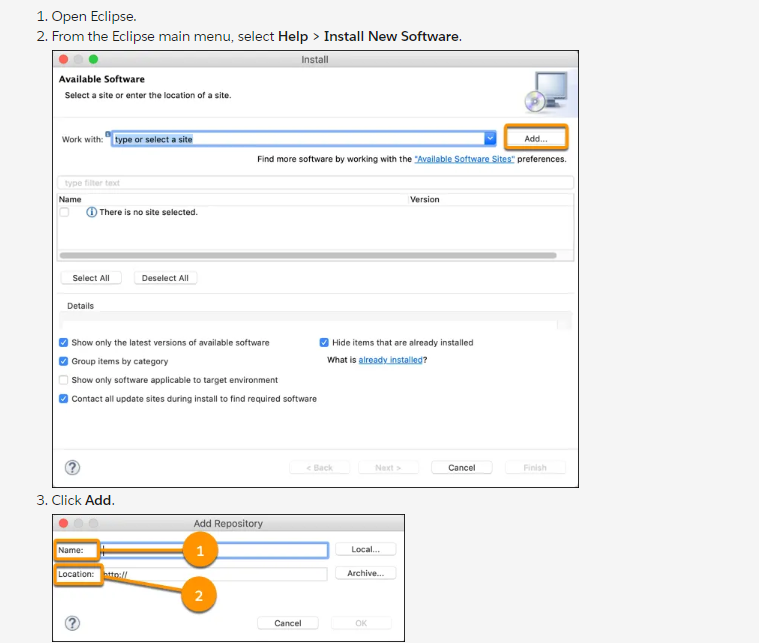 1. Open Eclipse.
2. From the Eclipse main menu, select Help > Install New Software.
Install
Available Software
Select a site or enter the location of a site.
Work with: type or select a site
Add...
Find more software by working with the "Available Software Sites" preferences.
type filter text
Name Version
There is no site selected.
Select All Deselect All
Details
Show only the latest versions of available software Hide items that are already installed
Group items by category What is already installed?
Show only software applicable to target environment
Contact all update sites during install to find required software
? < Back Next > Cancel Finish
3. Click Add.
Add Repository
Name: 1 Local...
Location: http:// Archive...
2
? Cancel OK